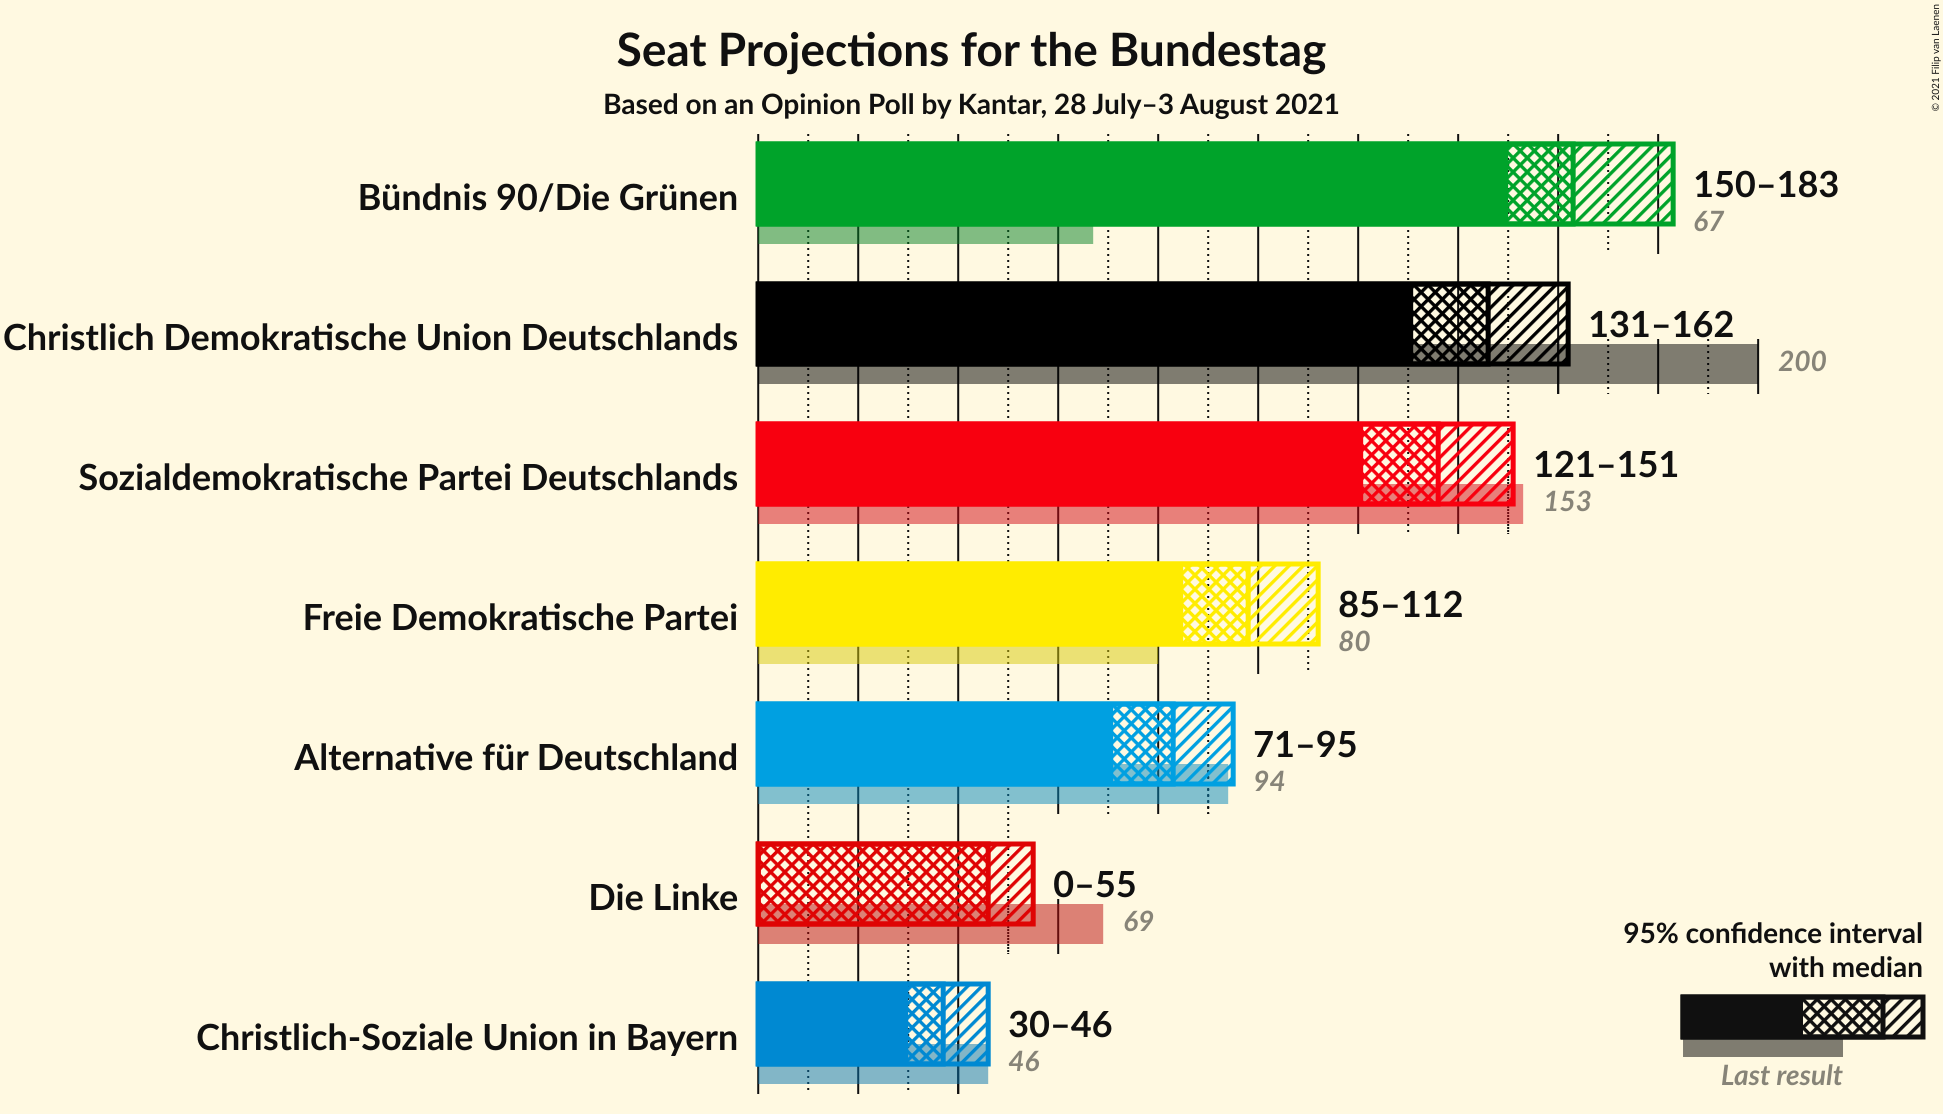 Seat Projections for the Bundestag
Based on an Opinion Poll by Kantar, 28 July–3 August 2021
© 2021 Filip van Laenen
Bündnis 90/Die Grünen
150–183
67
Christlich Demokratische Union Deutschlands
131–162
200
Sozialdemokratische Partei Deutschlands
121–151
153
Freie Demokratische Partei
85–112
80
Alternative für Deutschland
71–95
94
Die Linke
0–55
69
Christlich-Soziale Union in Bayern
30–46
46
95% confidence interval
with median
Last result